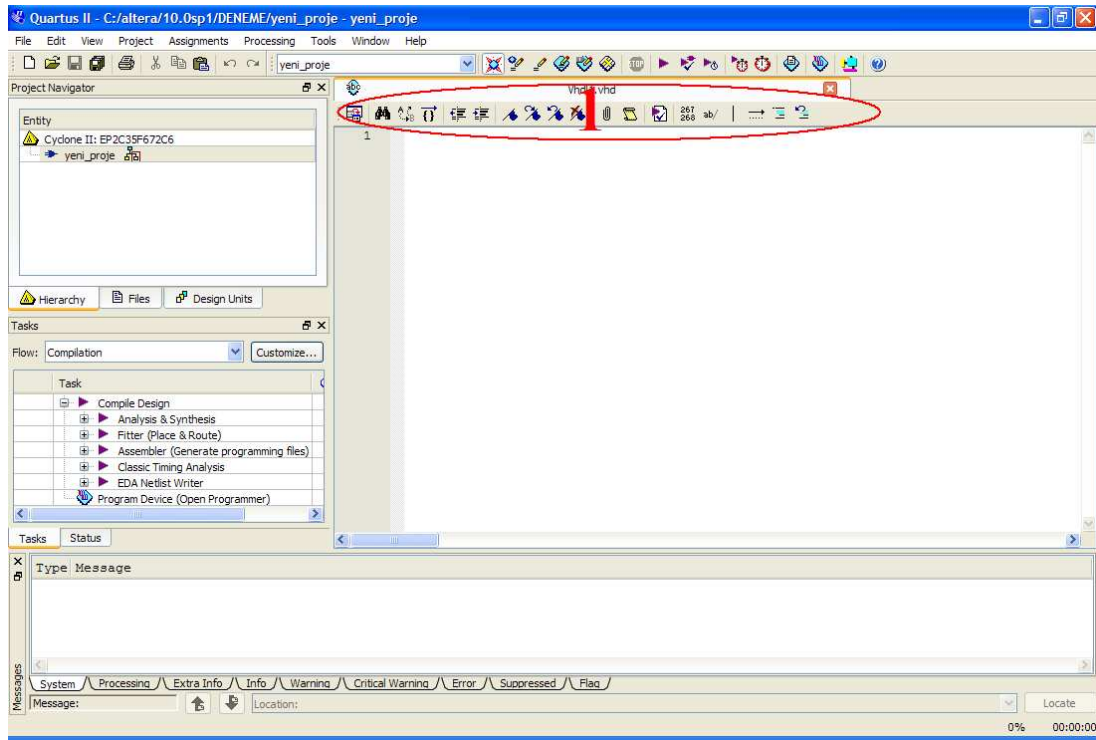 Quartus II - C:/altera/10.0sp1/DENEME/yeni_proje - yeni_proje
File Edit View Project Assignments Processing Tools Window Help
yeni_proje
STOP
Project Navigator
Vhdl1.vhd
1
267
268
ab/
Entity
Cyclone II: EP2C35F672C6
yeni_proje
1
Hierarchy Files Design Units
Tasks
Flow: Compilation Customize...
Task
Compile Design
Analysis & Synthesis
Fitter (Place & Route)
Assembler (Generate programming files)
Classic Timing Analysis
EDA Netlist Writer
Program Device (Open Programmer)
Tasks Status
Type Message
System Processing Extra Info Info Warning Critical Warning Error Suppressed Flag
Messages
Message: Location: Locate
0% 00:00:00